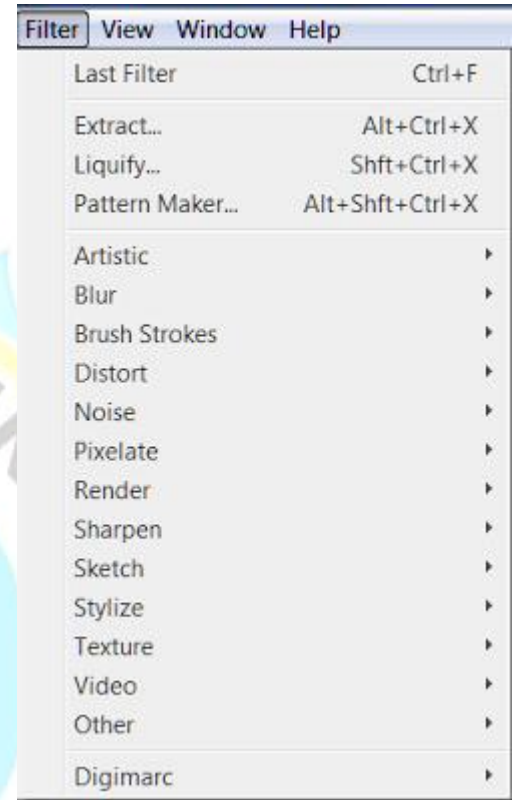 Filter View Window Help
Last Filter Ctrl+F
Extract... Alt+Ctrl+X
Liquify... Shft+Ctrl+X
Pattern Maker... Alt+Shft+Ctrl+X
Artistic
Blur
Brush Strokes
Distort
Noise
Pixelate
Render
Sharpen
Sketch
Stylize
Texture
Video
Other
Digimarc